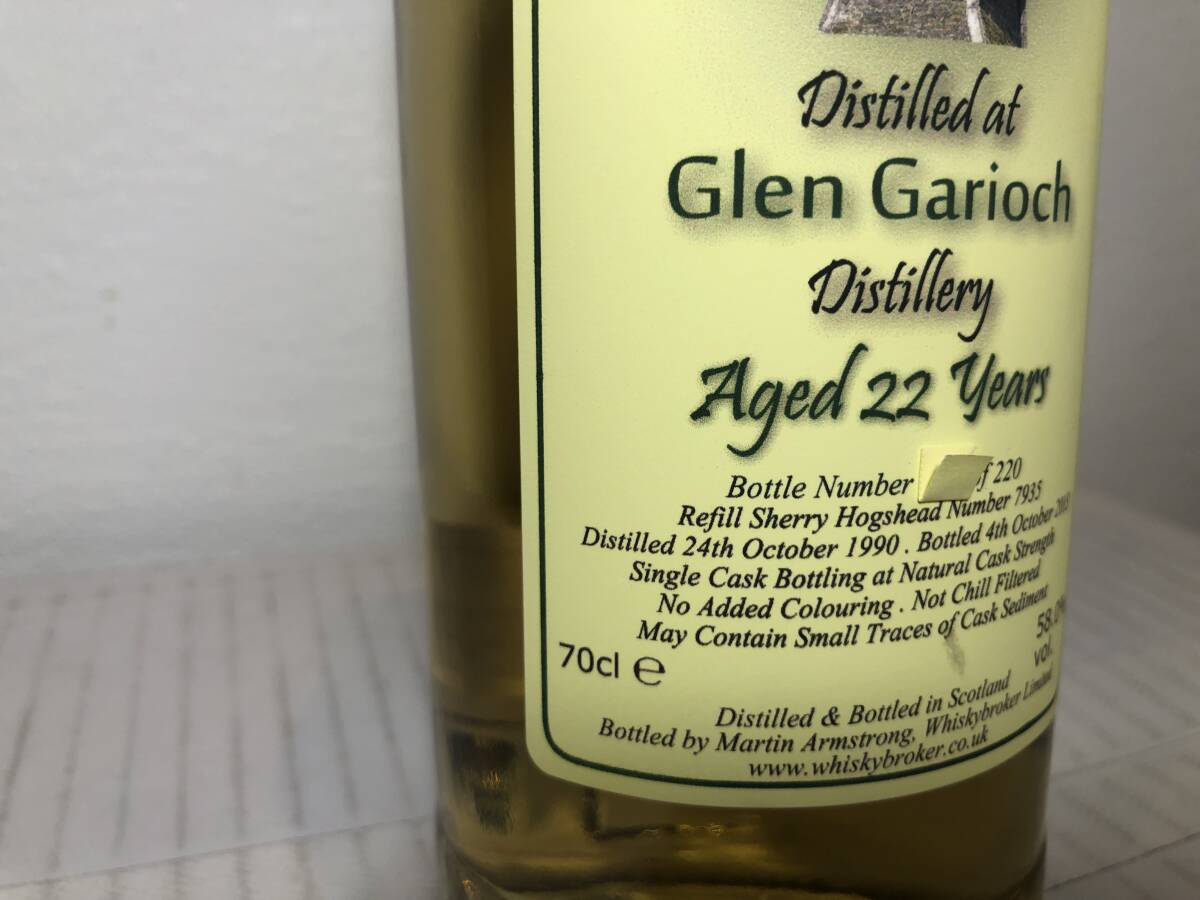 Distilled at
Glen Garioch
Distillery
Aged 22 Years
Bottle Number of 220
Refill Sherry Hogshead Number 7935
Distilled 24th October 1990 . Bottled 4th October
Single Cask Bottling at Natural Cask Strength
No Added Colouring . Not Chill Filtered
May Contain Small Traces of Cask Sediment
70cl ℮
58.0%
vol.
Distilled & Bottled in Scotland
Bottled by Martin Armstrong, Whiskybroker Limited
www.whiskybroker.co.uk